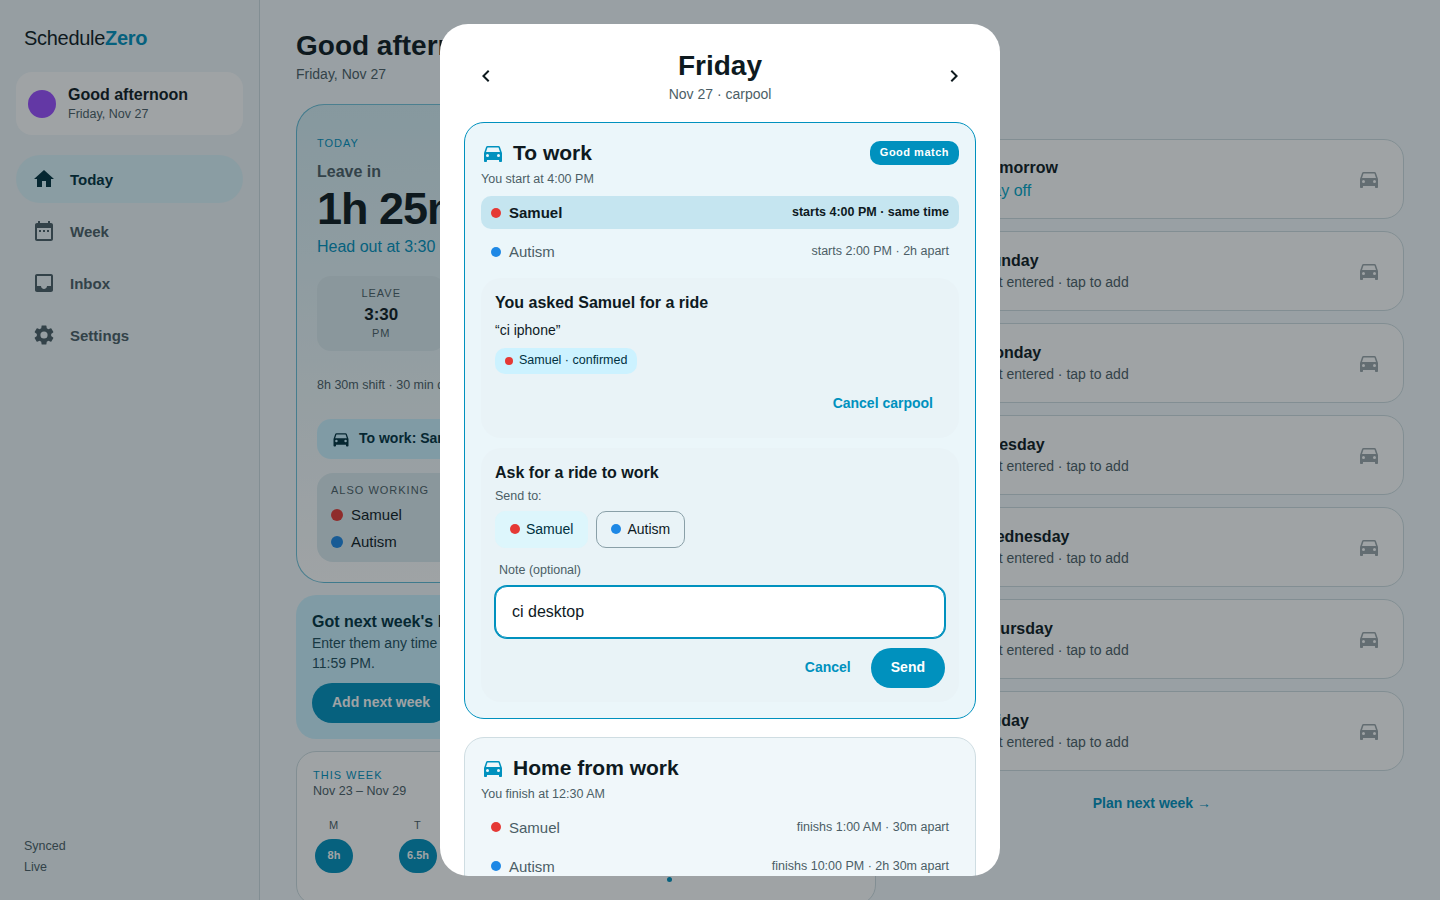 ScheduleZero
Good afternoon
Friday, Nov 27
Today
Week
Inbox
Settings
Synced
Live
Good after
Friday, Nov 27
TODAY
Leave in
1h 25
Head out at 3:30
LEAVE
3:30
PM
8h 30m shift · 30 min
To work: Sa
ALSO WORKING
Samuel
Autism
Got next week's
Enter them any time
11:59 PM.
Add next week
THIS WEEK
Nov 23 – Nov 29
M
T
8h
6.5h
Friday
Nov 27 · carpool
To work
Good match
You start at 4:00 PM
Samuel
starts 4:00 PM · same time
Autism
starts 2:00 PM · 2h apart
You asked Samuel for a ride
“ci iphone”
Samuel · confirmed
Cancel carpool
Ask for a ride to work
Send to:
Samuel
Autism
Note (optional)
ci desktop
Cancel
Send
Home from work
You finish at 12:30 AM
Samuel
finishs 1:00 AM · 30m apart
Autism
finishs 10:00 PM · 2h 30m apart
morrow
y off
nday
t entered · tap to add
onday
t entered · tap to add
esday
t entered · tap to add
ednesday
t entered · tap to add
ursday
t entered · tap to add
day
t entered · tap to add
Plan next week →